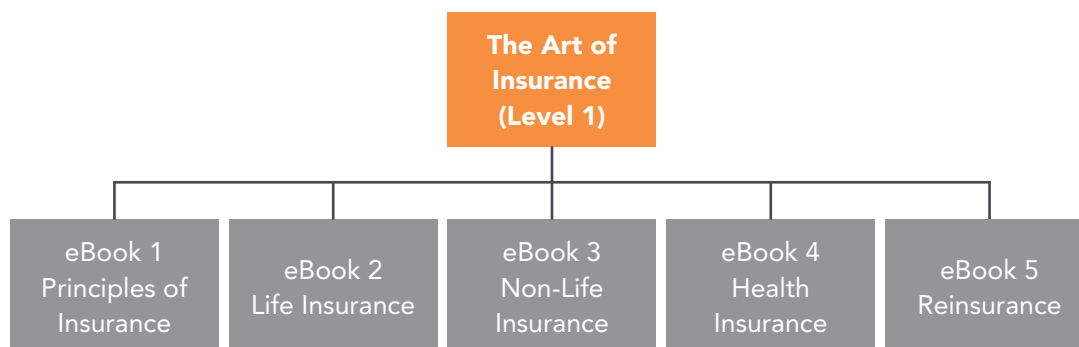 The Art of
Insurance
(Level 1)
eBook 1
Principles of
Insurance
eBook 2
Life Insurance
eBook 3
Non-Life
Insurance
eBook 4
Health
Insurance
eBook 5
Reinsurance